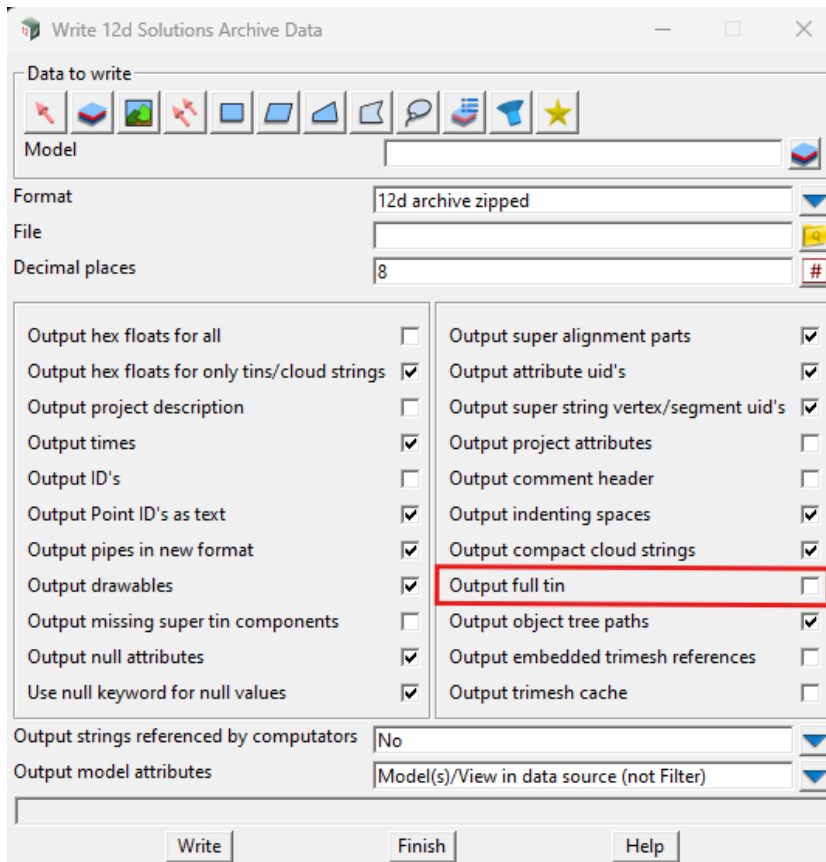 Write 12d Solutions Archive Data
Data to write
Model
Format 12d archive zipped
File
Decimal places 8 #
Output hex floats for all
Output hex floats for only tins/cloud strings
Output project description
Output times
Output ID's
Output Point ID's as text
Output pipes in new format
Output drawables
Output missing super tin components
Output null attributes
Use null keyword for null values
Output super alignment parts
Output attribute uid's
Output super string vertex/segment uid's
Output project attributes
Output comment header
Output indenting spaces
Output compact cloud strings
Output full tin
Output object tree paths
Output embedded trimesh references
Output trimesh cache
Output strings referenced by computators No
Output model attributes Model(s)/View in data source (not Filter)
Write Finish Help